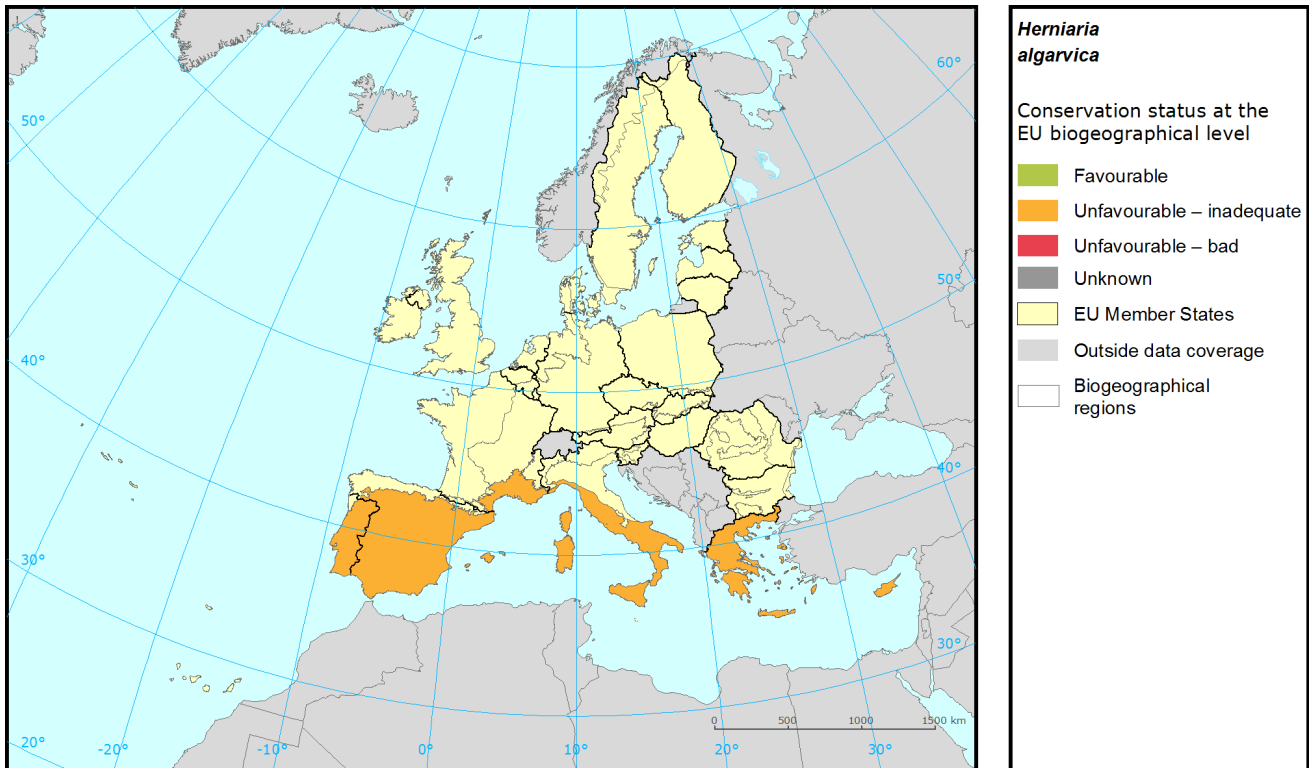 Herniaria
algarvica
Conservation status at the
EU biogeographical level
Favourable
Unfavourable – inadequate
Unfavourable – bad
Unknown
EU Member States
Outside data coverage
Biogeographical
regions
60°
50°
50°
40°
40°
30°
30°
20°
-20°
-10°
0°
10°
20°
30°
0 500 1000 1500 km